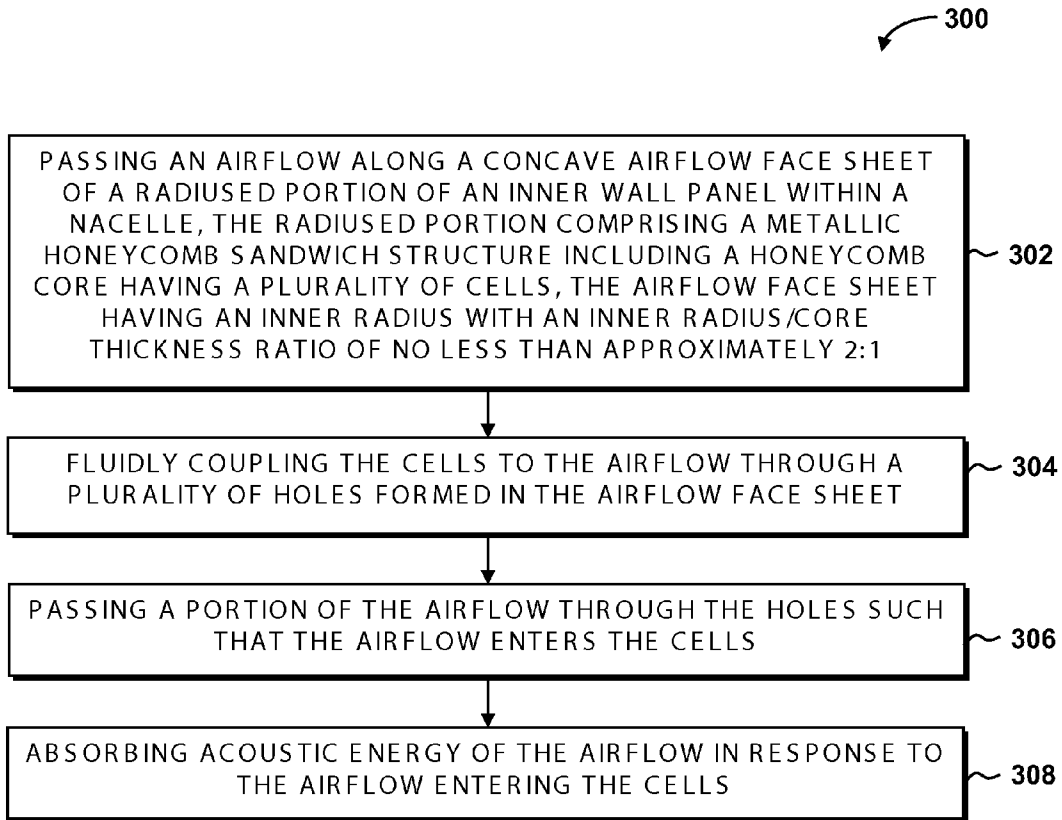 300
PASSING AN AIRFLOW ALONG A CONCAVE AIRFLOW FACE SHEET
OF A RADIUSED PORTION OF AN INNER WALL PANEL WITHIN A
NACELLE, THE RADIUSED PORTION COMPRISING A METALLIC
HONEYCOMB SANDWICH STRUCTURE INCLUDING A HONEYCOMB
CORE HAVING A PLURALITY OF CELLS, THE AIRFLOW FACE SHEET
HAVING AN INNER RADIUS WITH AN INNER RADIUS/CORE
THICKNESS RATIO OF NO LESS THAN APPROXIMATELY 2:1
302
FLUIDLY COUPLING THE CELLS TO THE AIRFLOW THROUGH A
PLURALITY OF HOLES FORMED IN THE AIRFLOW FACE SHEET
304
PASSING A PORTION OF THE AIRFLOW THROUGH THE HOLES SUCH
THAT THE AIRFLOW ENTERS THE CELLS
306
ABSORBING ACOUSTIC ENERGY OF THE AIRFLOW IN RESPONSE TO
THE AIRFLOW ENTERING THE CELLS
308